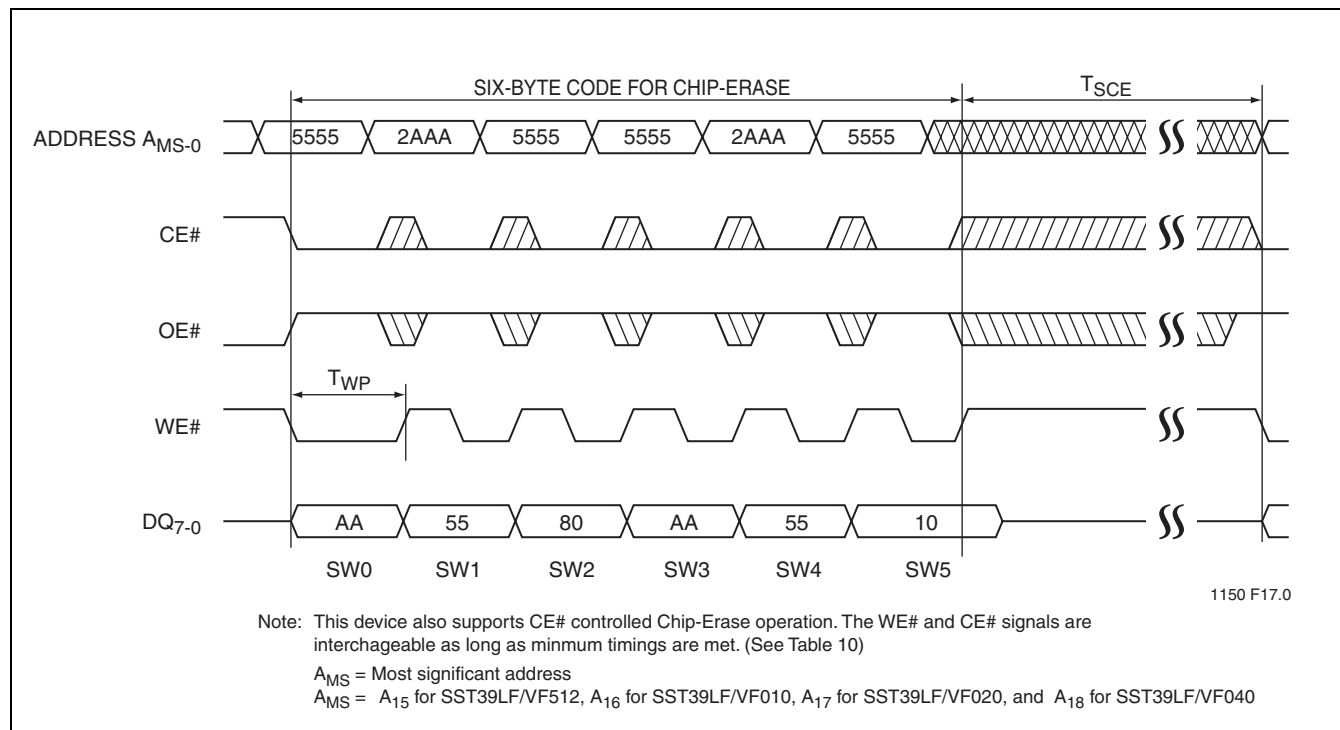 SIX-BYTE CODE FOR CHIP-ERASE TSCE
ADDRESS AMS-0 5555 2AAA 5555 5555 2AAA 5555
CE#
OE#
TWP
WE#
DQ7-0 AA 55 80 AA 55 10
SW0 SW1 SW2 SW3 SW4 SW5
1150 F17.0
Note: This device also supports CE# controlled Chip-Erase operation. The WE# and CE# signals are
interchageable as long as minmum timings are met. (See Table 10)
AMS = Most significant address
AMS = A15 for SST39LF/VF512, A16 for SST39LF/VF010, A17 for SST39LF/VF020, and A18 for SST39LF/VF040